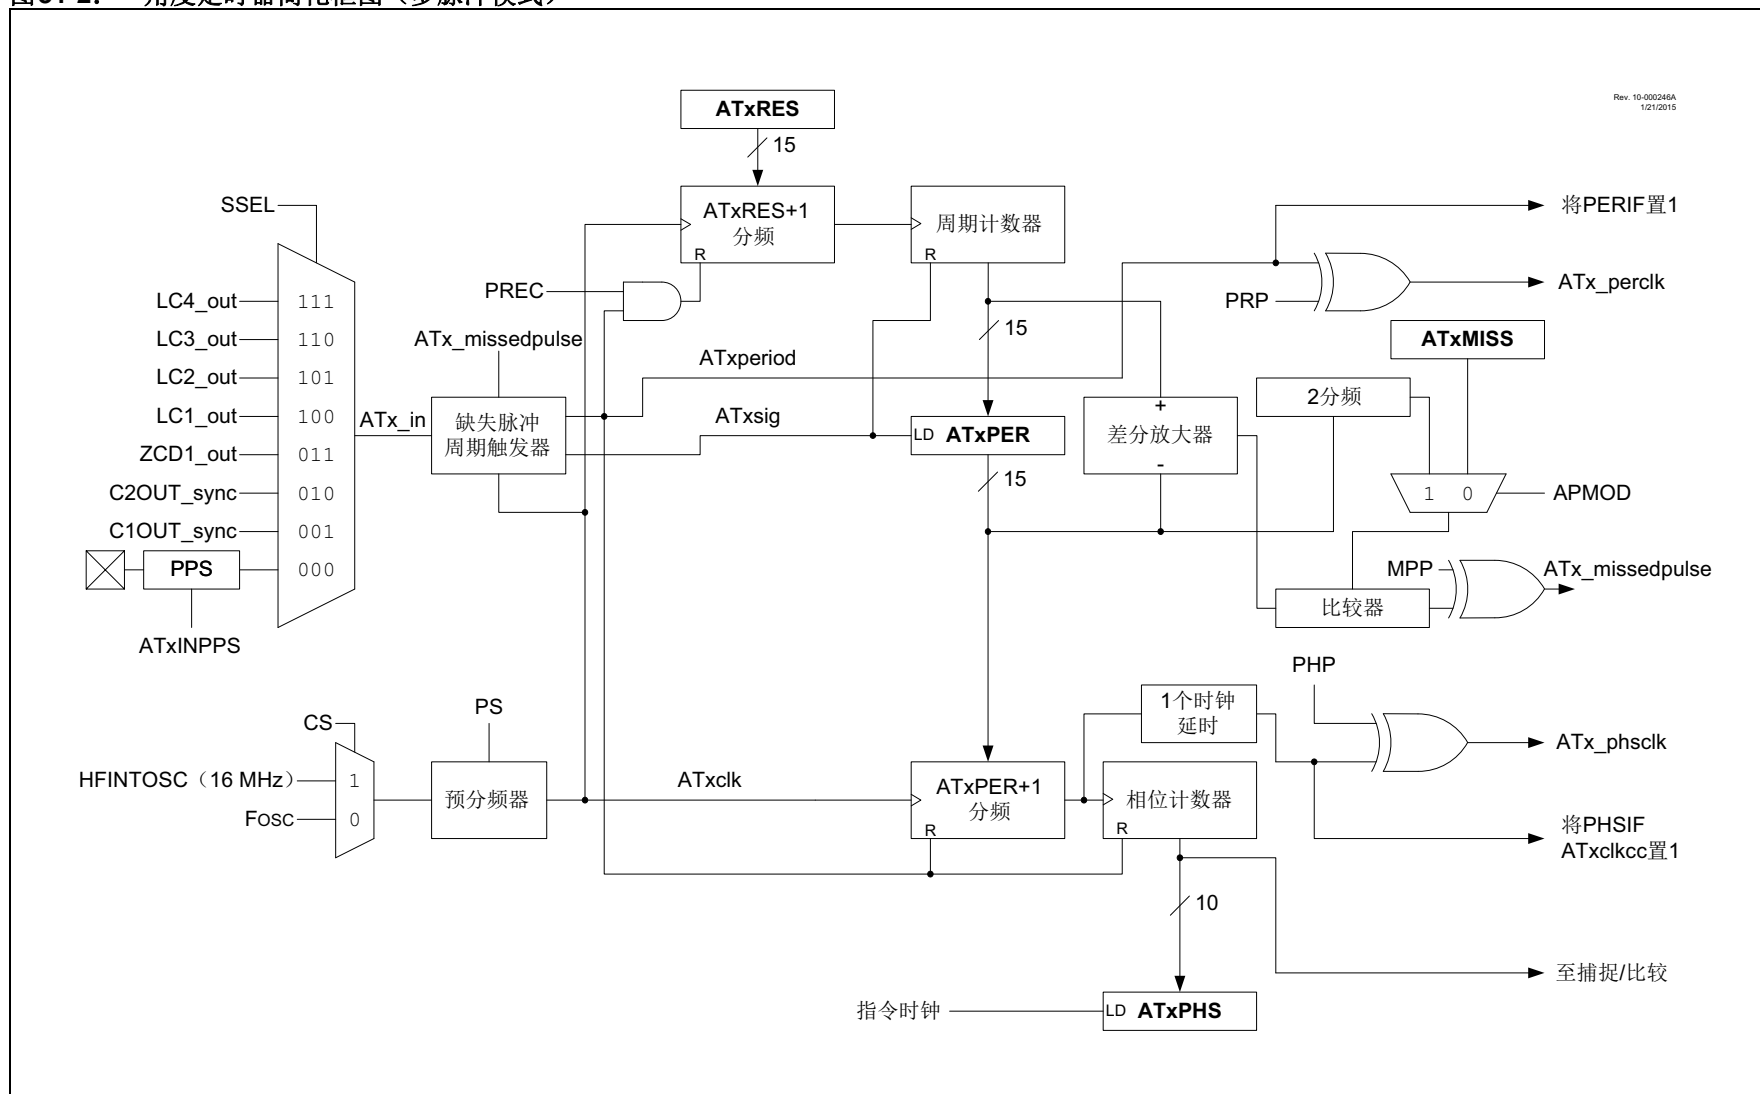 ATxRES
Rev. 10-000246A
1/21/2015
15
SSEL
ATxRES+1
分频
R
周期计数器
R
将PERIF置1
PREC
PRP
ATx_perclk
LC4_out
111
LC3_out
110
LC2_out
101
LC1_out
100
ZCD1_out
011
C2OUT_sync
010
C1OUT_sync
001
PPS
000
ATxINPPS
ATx_in
ATx_missedpulse
缺失脉冲
周期触发器
ATxperiod
ATxsig
15
LD ATxPER
15
+
差分放大器
-
ATxMISS
2分频
1 0
APMOD
MPP
ATx_missedpulse
比较器
PHP
1个时钟
延时
ATx_phsclk
CS
PS
HFINTOSC（16 MHz）
1
FOSC
0
预分频器
ATxclk
ATxPER+1
分频
R
相位计数器
R
将PHSIF
ATxclkcc置1
10
至捕捉/比较
指令时钟
LD ATxPHS